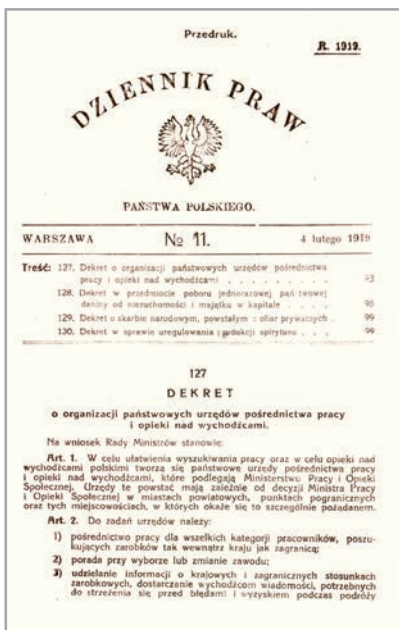 Przedruk.
R. 1919.
DZIENNIK PRAW
PAŃSTWA POLSKIEGO.
WARSZAWA № 11. 4 lutego 1919
Treść: 127. Dekret o organizacji państwowych urzędów pośrednictwa
pracy i opieki nad wychodźcami . . . . . . . . . 93
128. Dekret w przedmiocie poboru jednorazowej pań twowej
daniny od nieruchomości i majątku w kapitale . . . . 95
129. Dekret o skarbie narodowym, powstałym z ofiar prywatnych . 99
130. Dekret w sprawie uregulowania produkcji spirytusu . . . 99
127
DEKRET
o organizacji państwowych urzędów pośrednictwa pracy
i opieki nad wychodźcami.
Na wniosek Rady Ministrów stanowię:
Art. 1. W celu ułatwienia wyszukiwania pracy oraz w celu opieki nad
wychodźcami polskimi tworzą się państwowe urzędy pośrednictwa pracy
i opieki nad wychodźcami, które podlegają Ministerstwu Pracy i Opieki
Społecznej. Urzędy te powstać mają zależnie od decyzji Ministra Pracy
i Opieki Społecznej w miastach powiatowych, punktach pogranicznych
oraz tych miejscowościach, w których okaże się to szczególnie pożądanem.
Art. 2. Do zadań urzędów należy:
1) pośrednictwo pracy dla wszelkich kategorji pracowników, poszu-
kujących zarobków tak wewnątrz kraju jak zagranicą;
2) porada przy wyborze lub zmianie zawodu;
3) udzielanie informacji o krajowych i zagranicznych stosunkach
zarobkowych, dostarczanie wychodźcom wiadomości, potrzebnych
do strzeżenia się przed błędami i wyzyskiem podczas podróży